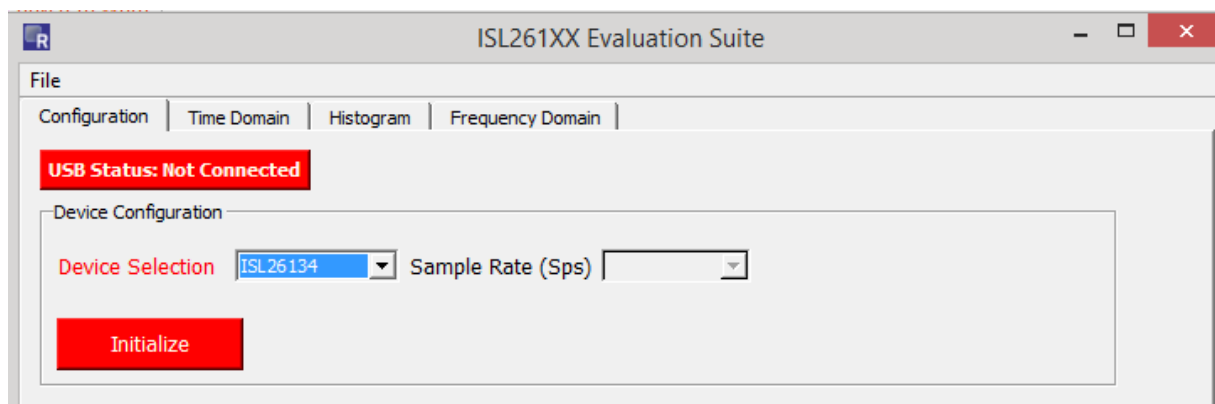 R
ISL261XX Evaluation Suite
File
Configuration Time Domain Histogram Frequency Domain
USB Status: Not Connected
Device Configuration
Device Selection ISL26134 Sample Rate (Sps)
Initialize